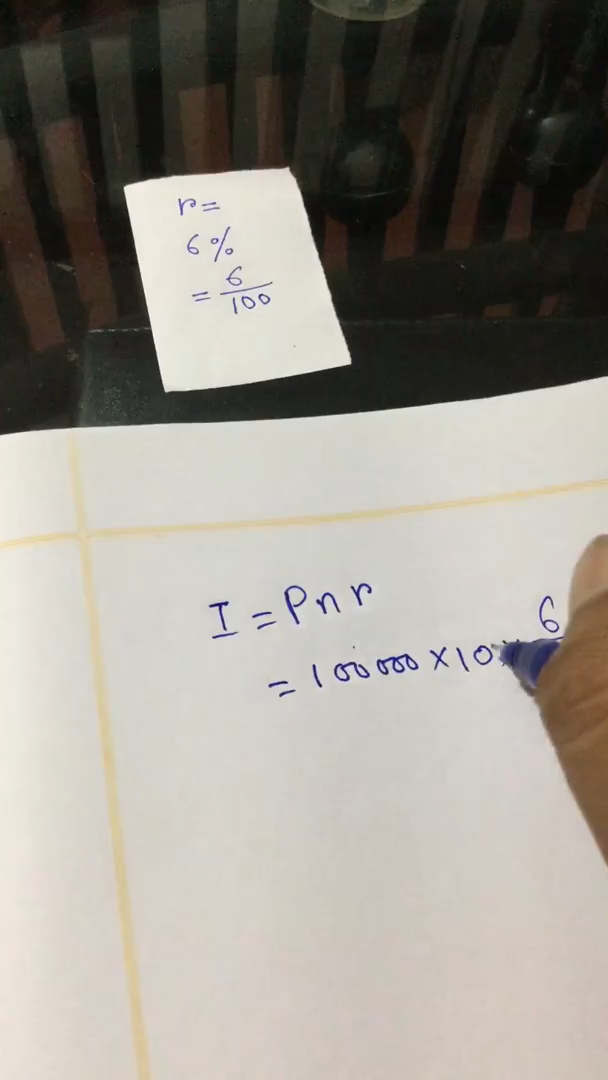 r=
6%
= 6/100
I = Pnr
= 100000 × 10 × 6